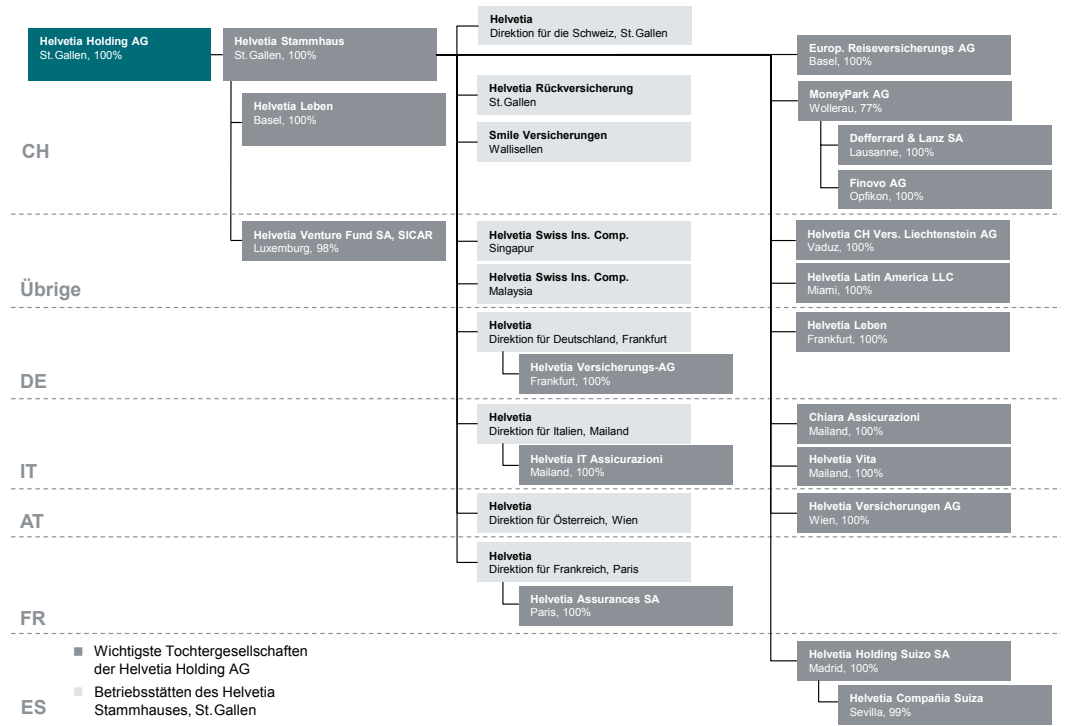 Helvetia Holding AG
St. Gallen, 100%
Helvetia Stammhaus
St. Gallen, 100%
Helvetia Leben
Basel, 100%
Helvetia
Direktion für die Schweiz, St. Gallen
Helvetia Rückversicherung
St. Gallen
Smile Versicherungen
Wallisellen
Europ. Reiseversicherungs AG
Basel, 100%
MoneyPark AG
Wollerau, 77%
Defferrard & Lanz SA
Lausanne, 100%
Finovo AG
Opfikon, 100%
CH
Helvetia Venture Fund SA, SICAR
Luxemburg, 98%
Helvetia Swiss Ins. Comp.
Singapur
Helvetia Swiss Ins. Comp.
Malaysia
Helvetia CH Vers. Liechtenstein AG
Vaduz, 100%
Helvetia Latin America LLC
Miami, 100%
Übrige
Helvetia
Direktion für Deutschland, Frankfurt
Helvetia Versicherungs-AG
Frankfurt, 100%
Helvetia Leben
Frankfurt, 100%
DE
Helvetia
Direktion für Italien, Mailand
Helvetia IT Assicurazioni
Mailand, 100%
Chiara Assicurazioni
Mailand, 100%
Helvetia Vita
Mailand, 100%
IT
Helvetia
Direktion für Österreich, Wien
Helvetia Versicherungen AG
Wien, 100%
AT
Helvetia
Direktion für Frankreich, Paris
Helvetia Assurances SA
Paris, 100%
FR
Wichtigste Tochtergesellschaften
der Helvetia Holding AG
Betriebsstätten des Helvetia
Stammhauses, St. Gallen
Helvetia Holding Suizo SA
Madrid, 100%
Helvetia Compañia Suiza
Sevilla, 99%
ES